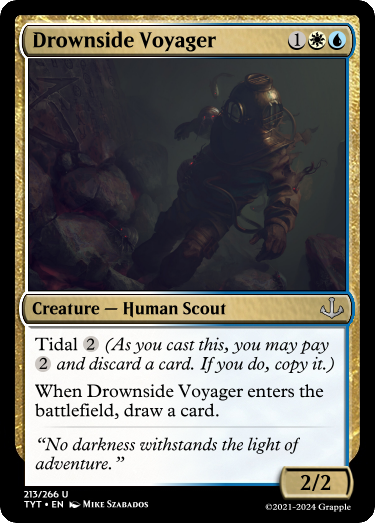 Drownside Voyager 1
Creature — Human Scout
Tidal 2 (As you cast this, you may pay
2 and discard a card. If you do, copy it.)
When Drownside Voyager enters the
battlefield, draw a card.
“No darkness withstands the light of
adventure.”
2/2
213/266 U
TYT • EN Mike Szabados
©2021-2024 Grapple